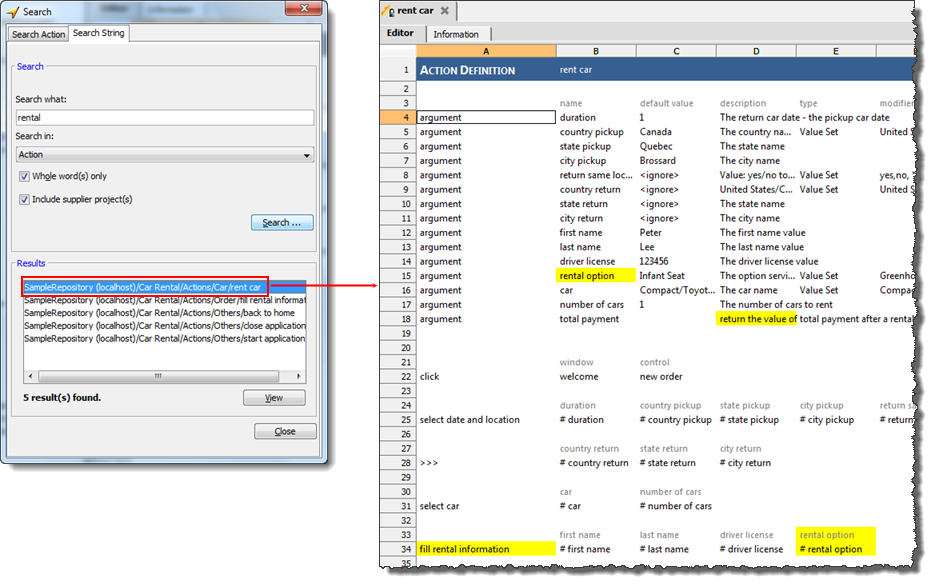 Search
Search Action Search String
Search
Search what:
rental
Search in:
Action
Whole word(s) only
Include supplier project(s)
Search ...
Results
SampleRepository (localhost)/Car Rental/Actions/Car/rent car
SampleRepository (localhost)/Car Rental/Actions/Order/fill rental informat
SampleRepository (localhost)/Car Rental/Actions/Others/back to home
SampleRepository (localhost)/Car Rental/Actions/Others/close application
SampleRepository (localhost)/Car Rental/Actions/Others/start application
5 result(s) found.
View
Close
rent car
Editor Information
A B C D E
1 ACTION DEFINITION rent car
2
3 name default value description type modifier
4 argument duration 1 The return car date - the pickup car date
5 argument country pickup Canada The country na... Value Set United S
6 argument state pickup Quebec The state name
7 argument city pickup Brossard The city name
8 argument return same loc... <ignore> Value: yes/no to... Value Set yes,no,
9 argument country return <ignore> United States/C... Value Set United S
10 argument state return <ignore> The state name
11 argument city return <ignore> The city name
12 argument first name Peter The first name value
13 argument last name Lee The last name value
14 argument driver license 123456 The driver license value
15 argument rental option Infant Seat The option servi... Value Set Greenho
16 argument car Compact/Toyot... The car name Value Set Compac
17 argument number of cars 1 The number of cars to rent
18 argument total payment return the value of total payment after a rental
19
20
21 window control
22 click welcome new order
23
24 duration country pickup state pickup city pickup return sa
25 select date and location # duration # country pickup # state pickup # city pickup # return
26
27 country return state return city return
28 >>> # country return # state return # city return
29
30 car number of cars
31 select car # car # number of cars
32
33 first name last name driver license rental option
34 fill rental information # first name # last name # driver license # rental option
35